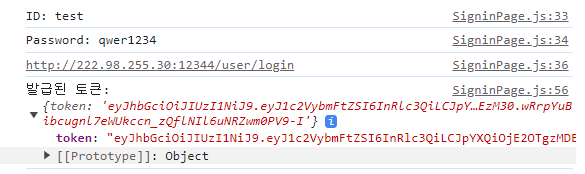 ID: test SigninPage.js:33
Password: qwer1234 SigninPage.js:34
http://222.98.255.30:12344/user/login SigninPage.js:36
발급된 토큰: SigninPage.js:56
{token: 'eyJhbGciOiJIUzI1NiJ9.eyJ1c2VybmFtZSI6InRlc3QiLCJpY…EzM30.wRrpYuB
ibcugnl7eWUkccn_zQflNIl6uNRZwm0PV9-I'}
token: "eyJhbGciOiJIUzI1NiJ9.eyJ1c2VybmFtZSI6InRlc3QiLCJpYXQiOjE2OTgzMDE
[[Prototype]]: Object